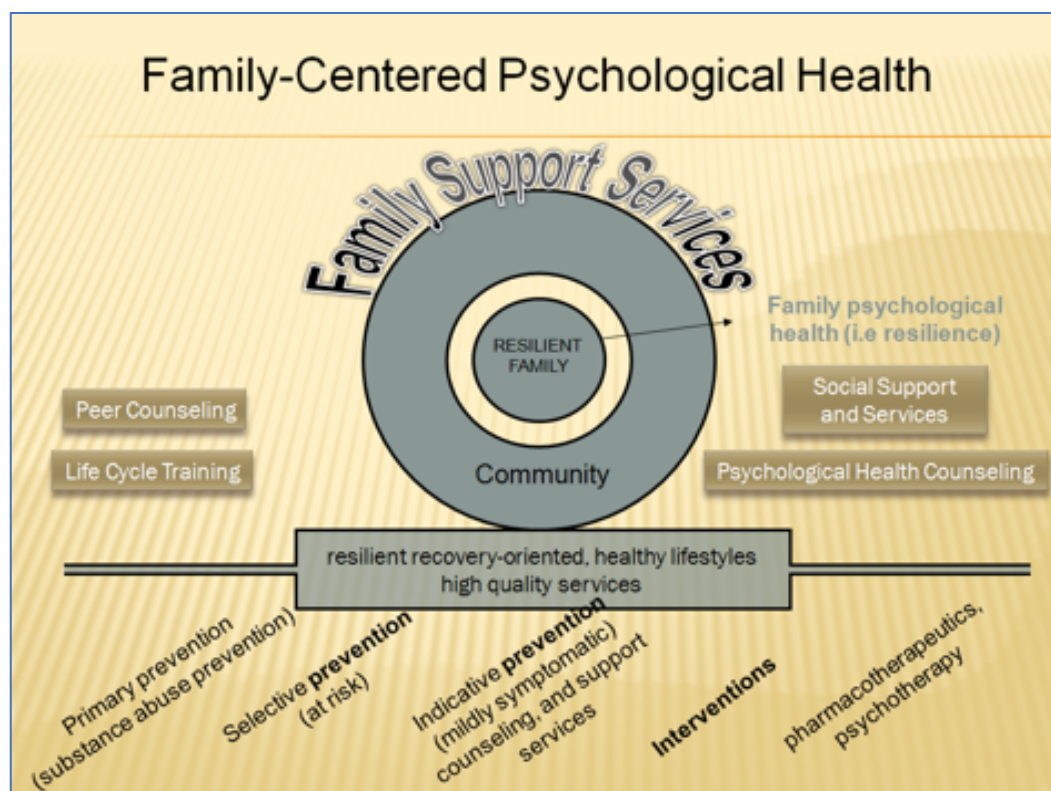 Family-Centered Psychological Health
Family Support Services
RESILIENT
FAMILY
Family psychological
health (i.e resilience)
Peer Counseling
Life Cycle Training
Social Support
and Services
Psychological Health Counseling
Community
resilient recovery-oriented, healthy lifestyles
high quality services
Primary prevention
(substance abuse prevention)
Selective prevention
(at risk)
Indicative prevention
(mildly symptomatic)
counseling, and support
services
Interventions
pharmacotherapeutics,
psychotherapy